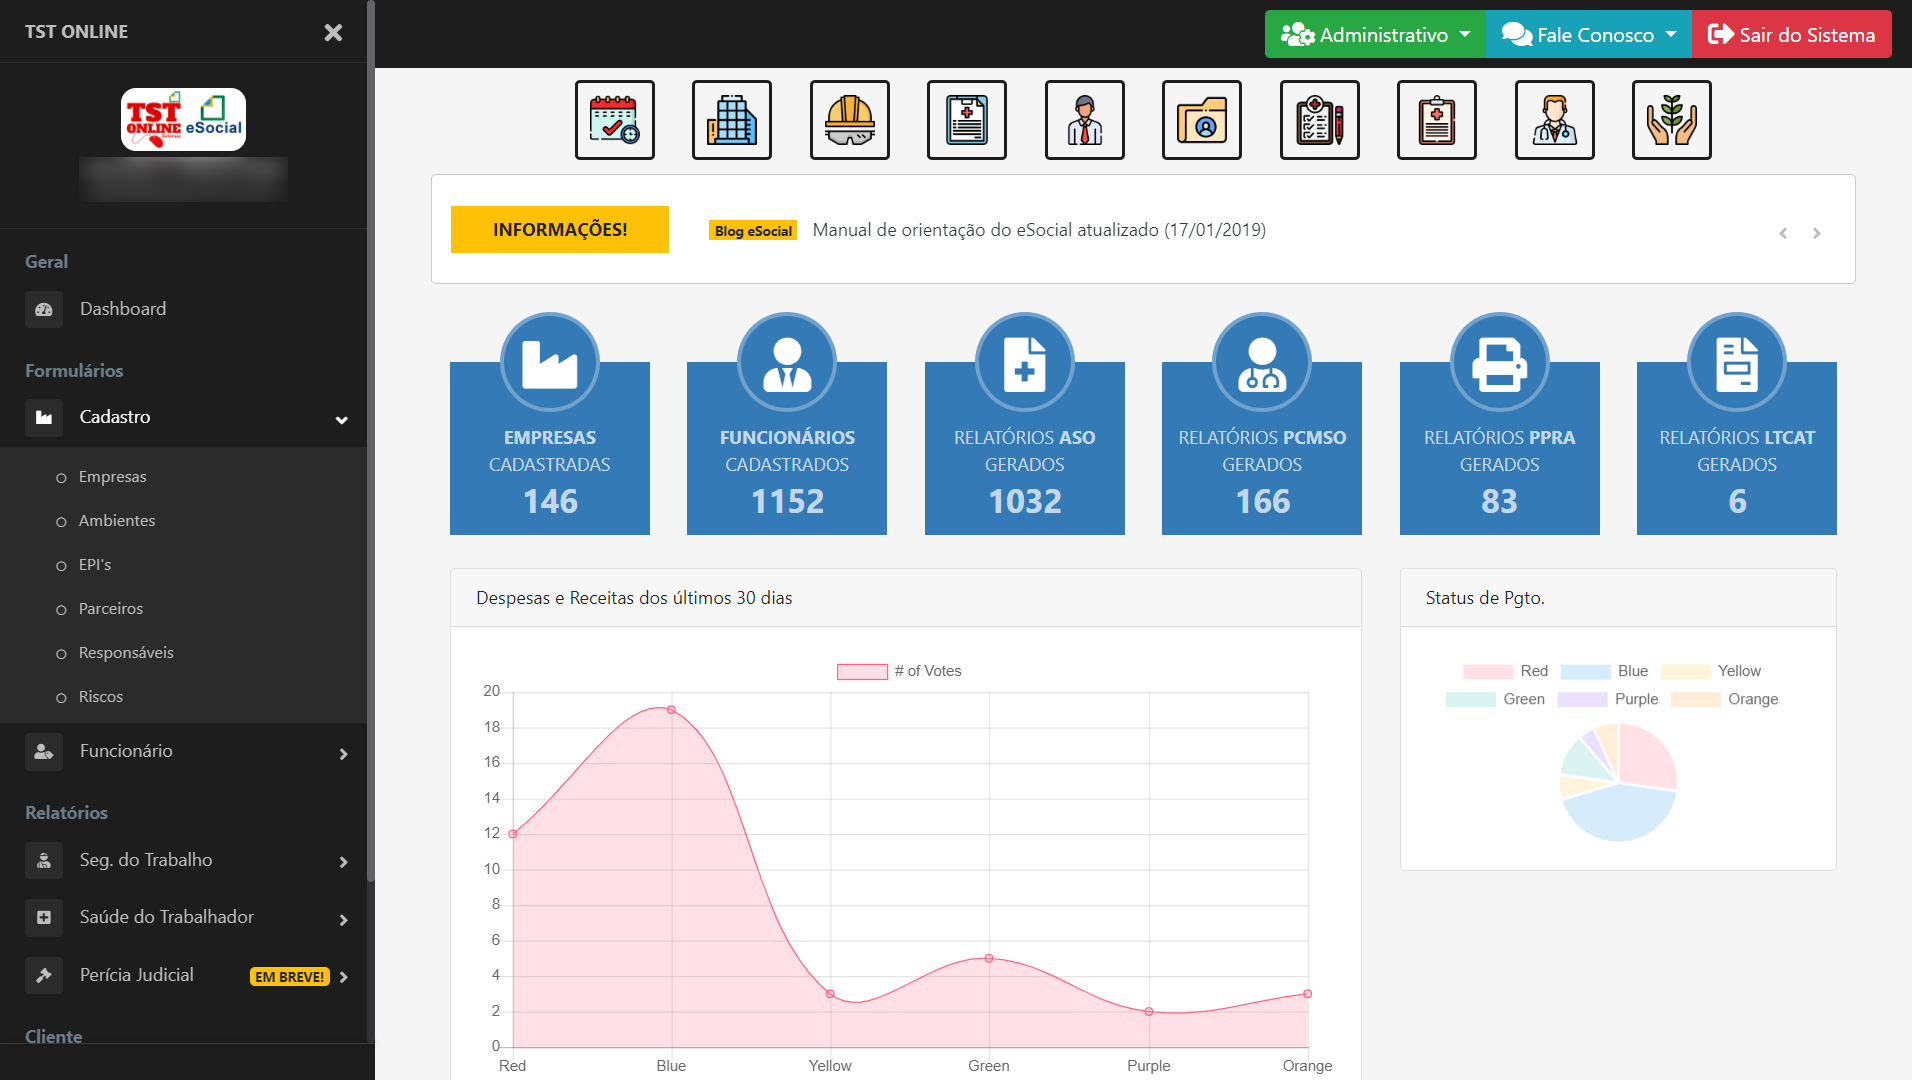 TST ONLINE
TST
ONLINE
eSocial
Geral
Dashboard
Formulários
Cadastro
Empresas
Ambientes
EPI's
Parceiros
Responsáveis
Riscos
Funcionário
Relatórios
Seg. do Trabalho
Saúde do Trabalhador
Perícia Judicial EM BREVE!
Cliente
Administrativo Fale Conosco Sair do Sistema
INFORMAÇÕES! Blog eSocial Manual de orientação do eSocial atualizado (17/01/2019)
EMPRESAS
CADASTRADAS
146
FUNCIONÁRIOS
CADASTRADOS
1152
RELATÓRIOS ASO
GERADOS
1032
RELATÓRIOS PCMSO
GERADOS
166
RELATÓRIOS PPRA
GERADOS
83
RELATÓRIOS LTCAT
GERADOS
6
Despesas e Receitas dos últimos 30 dias
# of Votes
20
18
16
14
12
10
8
6
4
2
0
Red Blue Yellow Green Purple Orange
Status de Pgto.
Red Blue Yellow
Green Purple Orange